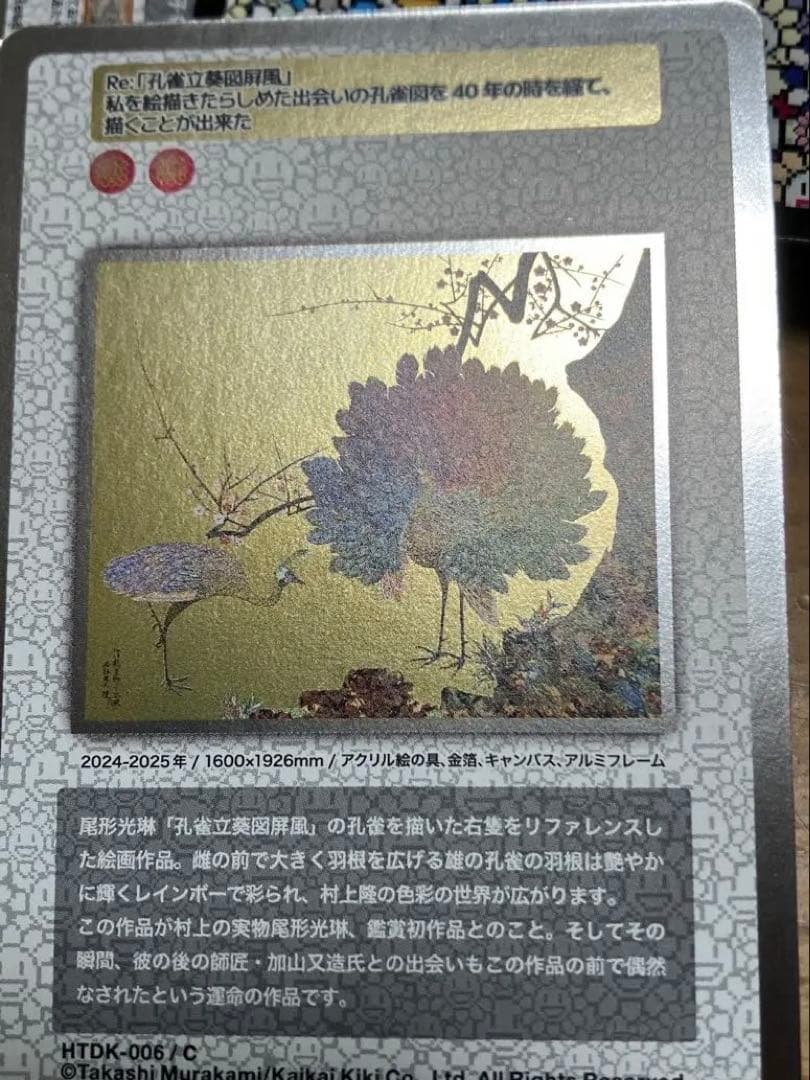 Re:「孔雀立葵図屏風」
私を絵描きたらしめた出会いの孔雀図を40年の時を経て、
描くことが出来た
2024-2025年 / 1600x1926mm / アクリル絵の具、金箔、キャンバス、アルミフレーム
尾形光琳「孔雀立葵図屏風」の孔雀を描いた右隻をリファレンスし
た絵画作品。雌の前で大きく羽根を広げる雄の孔雀の羽根は艶やか
に輝くレインボーで彩られ、村上隆の色彩の世界が広がります。
この作品が村上の実物尾形光琳、鑑賞初作品とのこと。そしてその
瞬間、彼の後の師匠・加山又造氏との出会いもこの作品の前で偶然
なされたという運命の作品です。
HTDK-006 / C
©Takashi Murakami/Kaikai Kiki Co., Ltd. All Rights Reserved.